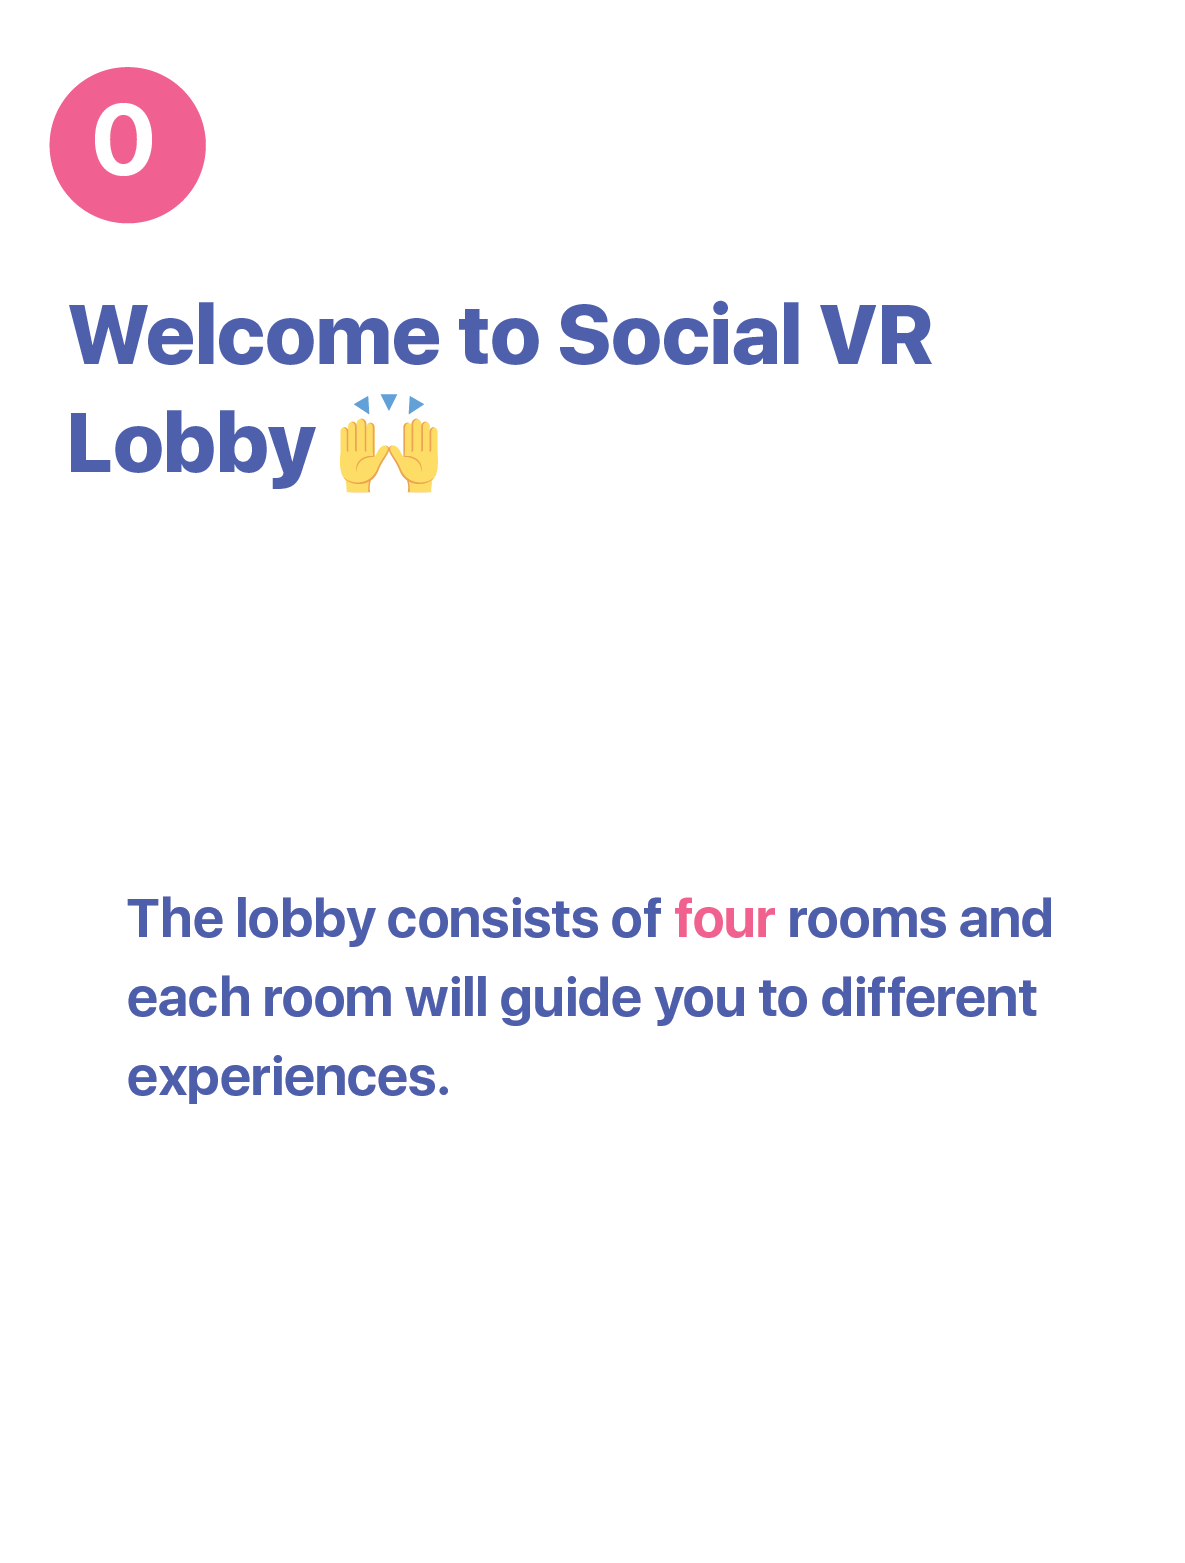 0
Welcome to Social VR
Lobby 🙌
The lobby consists of four rooms and
each room will guide you to different
experiences.